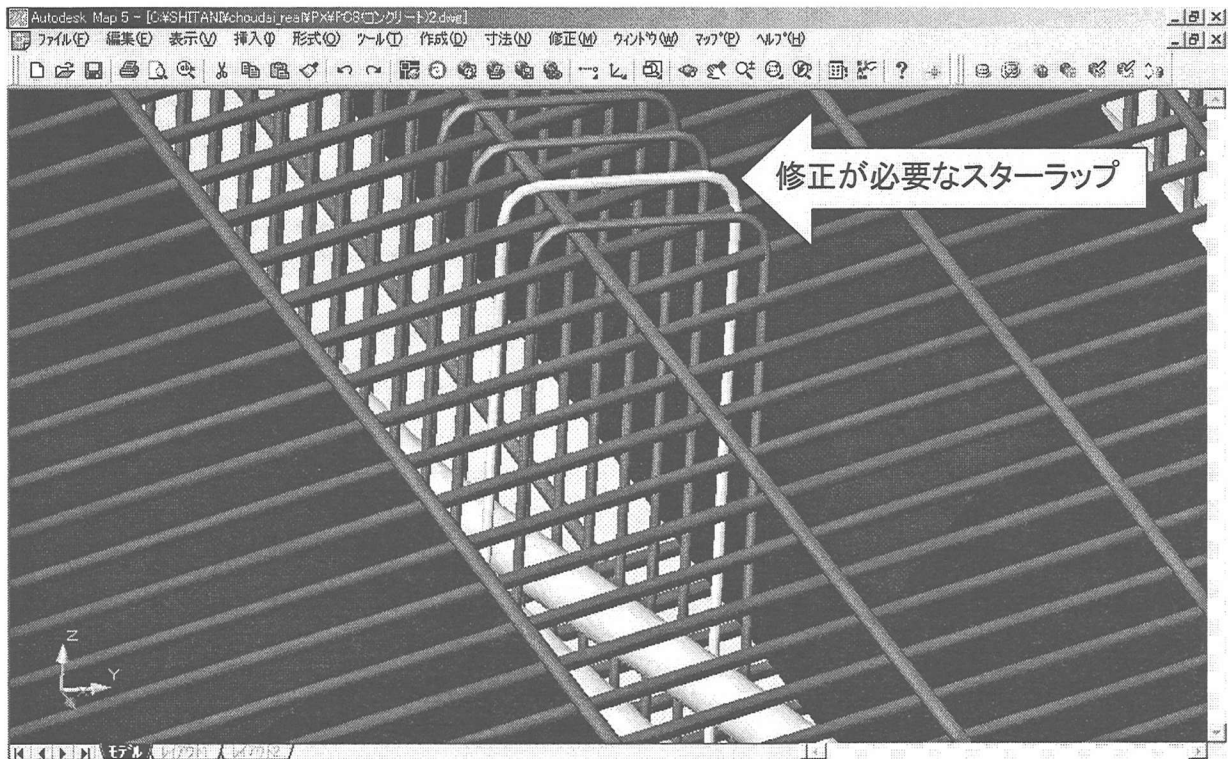 Autodesk Map 5 - [C:¥SHITANI¥choudai_real¥PX¥PC8(コンクリート)2.dwg]
ファイル(F) 編集(E) 表示(V) 挿入(I) 形式(O) ツール(T) 作成(D) 寸法(N) 修正(M) ウィンドウ(W) マップ(P) ヘルプ(H)
修正が必要なスターラップ
Z
Y
モデル レイアウト1 レイアウト2